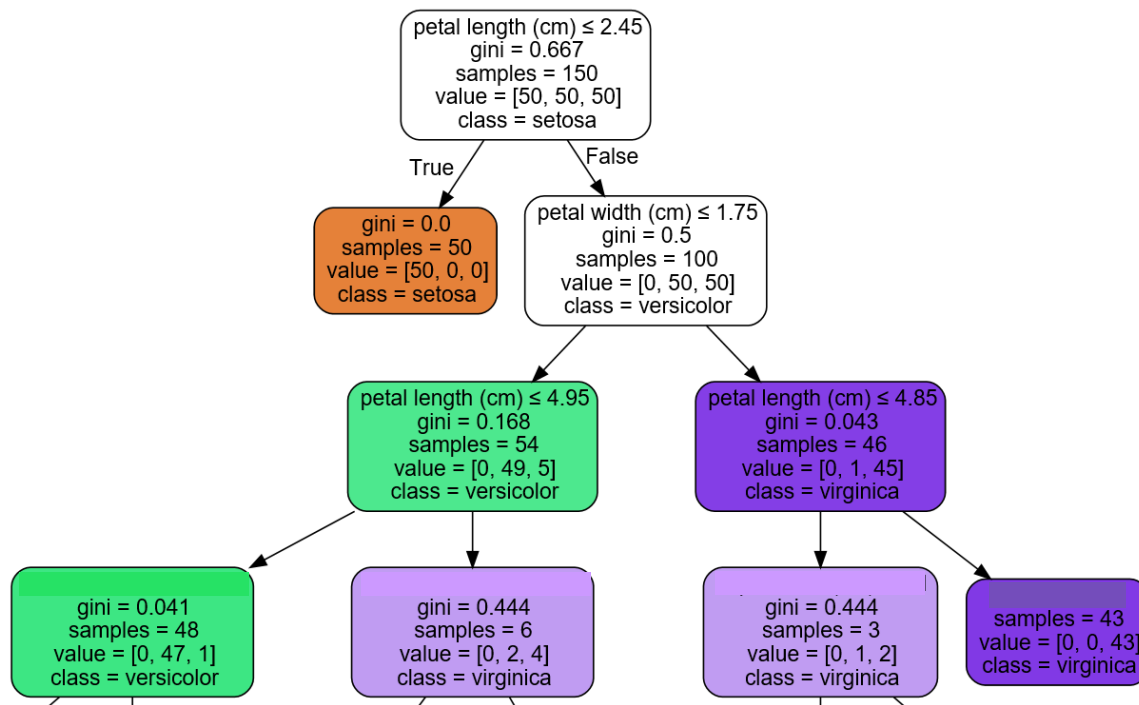 petal length (cm) ≤ 2.45
gini = 0.667
samples = 150
value = [50, 50, 50]
class = setosa
True
False
gini = 0.0
samples = 50
value = [50, 0, 0]
class = setosa
petal width (cm) ≤ 1.75
gini = 0.5
samples = 100
value = [0, 50, 50]
class = versicolor
petal length (cm) ≤ 4.95
gini = 0.168
samples = 54
value = [0, 49, 5]
class = versicolor
petal length (cm) ≤ 4.85
gini = 0.043
samples = 46
value = [0, 1, 45]
class = virginica
gini = 0.041
samples = 48
value = [0, 47, 1]
class = versicolor
gini = 0.444
samples = 6
value = [0, 2, 4]
class = virginica
gini = 0.444
samples = 3
value = [0, 1, 2]
class = virginica
samples = 43
value = [0, 0, 43]
class = virginica